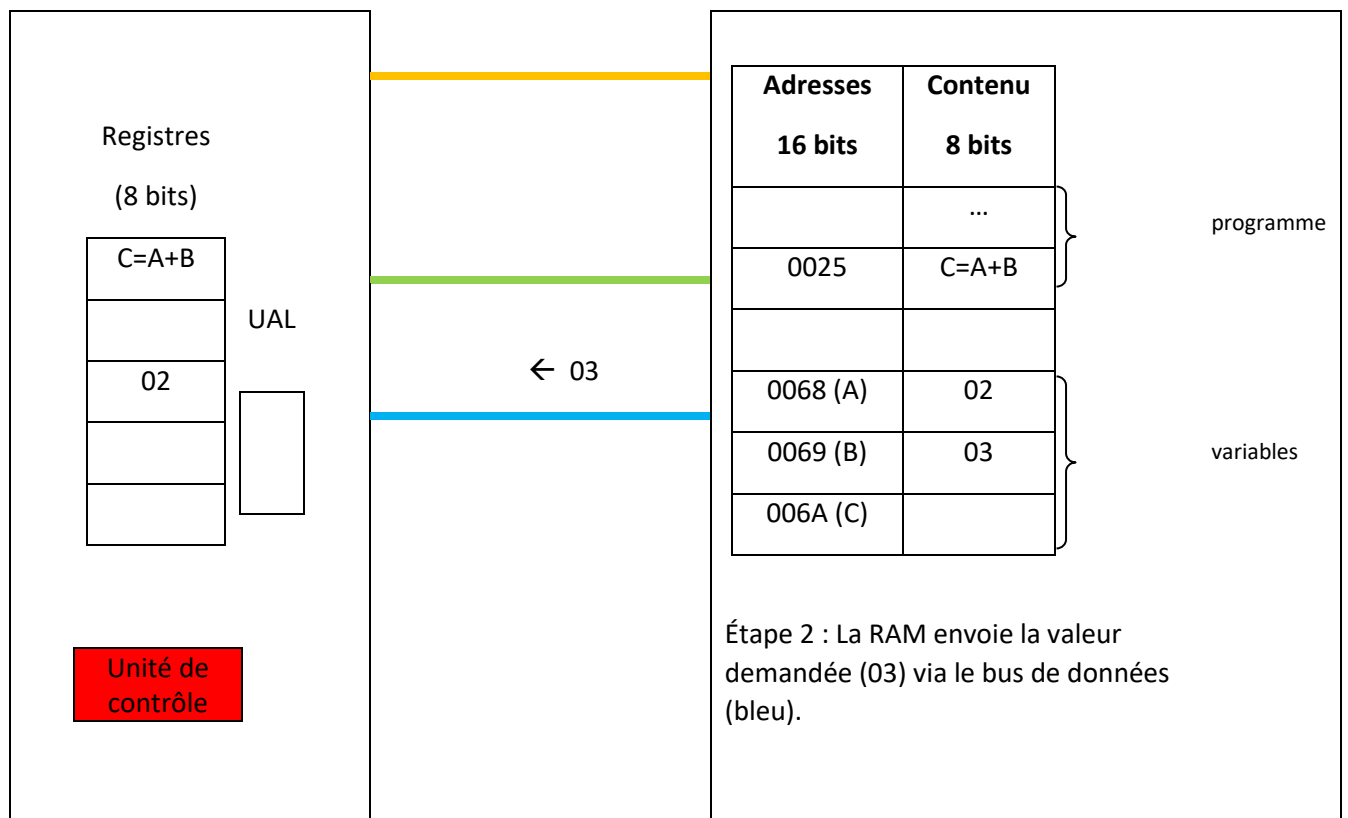 Registres
(8 bits)
C=A+B
02
UAL
Unité de
contrôle
← 03
Adresses
16 bits
Contenu
8 bits
...
0025
C=A+B
0068 (A)
02
0069 (B)
03
006A (C)
programme
variables
Étape 2 : La RAM envoie la valeur
demandée (03) via le bus de données
(bleu).